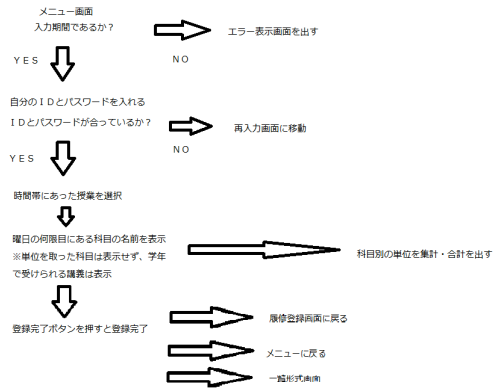 メニュー画面
入力期間であるか？
エラー表示画面を出す
ＹＥＳ
ＮＯ
自分のＩＤとパスワードを入れる
ＩＤとパスワードが合っているか？
再入力画面に移動
ＹＥＳ
ＮＯ
時間帯にあった授業を選択
曜日の何限目にある科目の名前を表示
※単位を取った科目は表示せず、学年
で受けられる講義は表示
科目別の単位を集計・合計を出す
登録完了ボタンを押すと登録完了
履修登録画面に戻る
メニューに戻る
一覧形式画面